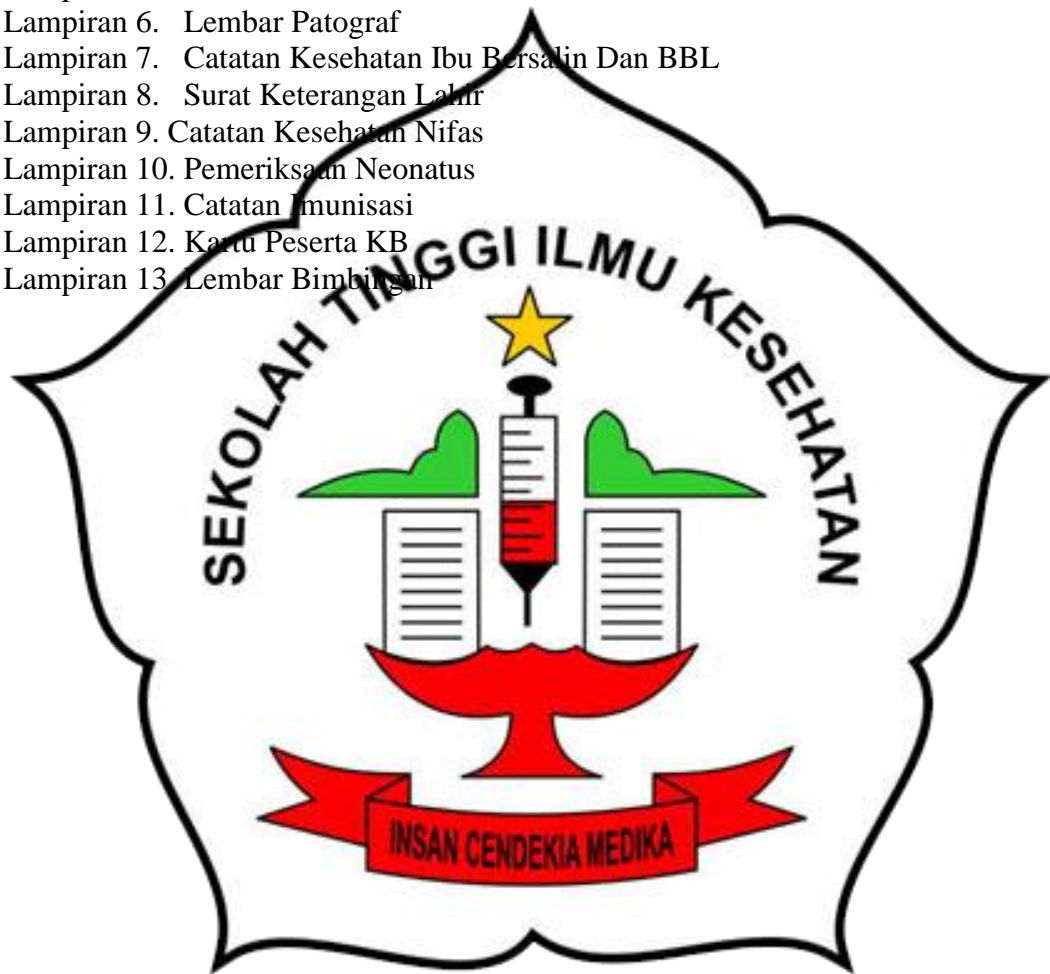 Lampiran 6. Lembar Patograf
Lampiran 7. Catatan Kesehatan Ibu Bersalin Dan BBL
Lampiran 8. Surat Keterangan Lahir
Lampiran 9. Catatan Kesehatan Nifas
Lampiran 10. Pemeriksaan Neonatus
Lampiran 11. Catatan Imunisasi
Lampiran 12. Kartu Peserta KB
Lampiran 13. Lembar Bimbingan
SEKOLAH TINGGI ILMU KESEHATAN
INSAN CENDEKIA MEDIKA